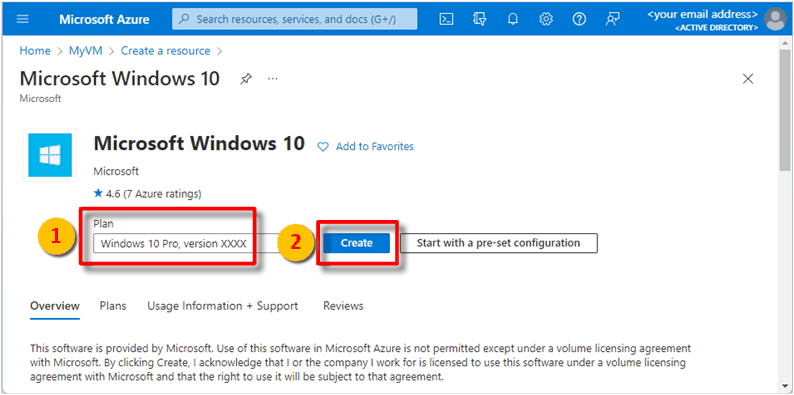 Microsoft Azure
Search resources, services, and docs (G+/)
<your email address>
<ACTIVE DIRECTORY>
Home > MyVM > Create a resource >
Microsoft Windows 10
...
Microsoft
Microsoft Windows 10
Add to Favorites
Microsoft
★ 4.6 (7 Azure ratings)
Plan
1
Windows 10 Pro, version XXXX
2
Create
Start with a pre-set configuration
Overview Plans Usage Information + Support Reviews
This software is provided by Microsoft. Use of this software in Microsoft Azure is not permitted except under a volume licensing agreement
with Microsoft. By clicking Create, I acknowledge that I or the company I work for is licensed to use this software under a volume licensing
agreement with Microsoft and that the right to use it will be subject to that agreement.